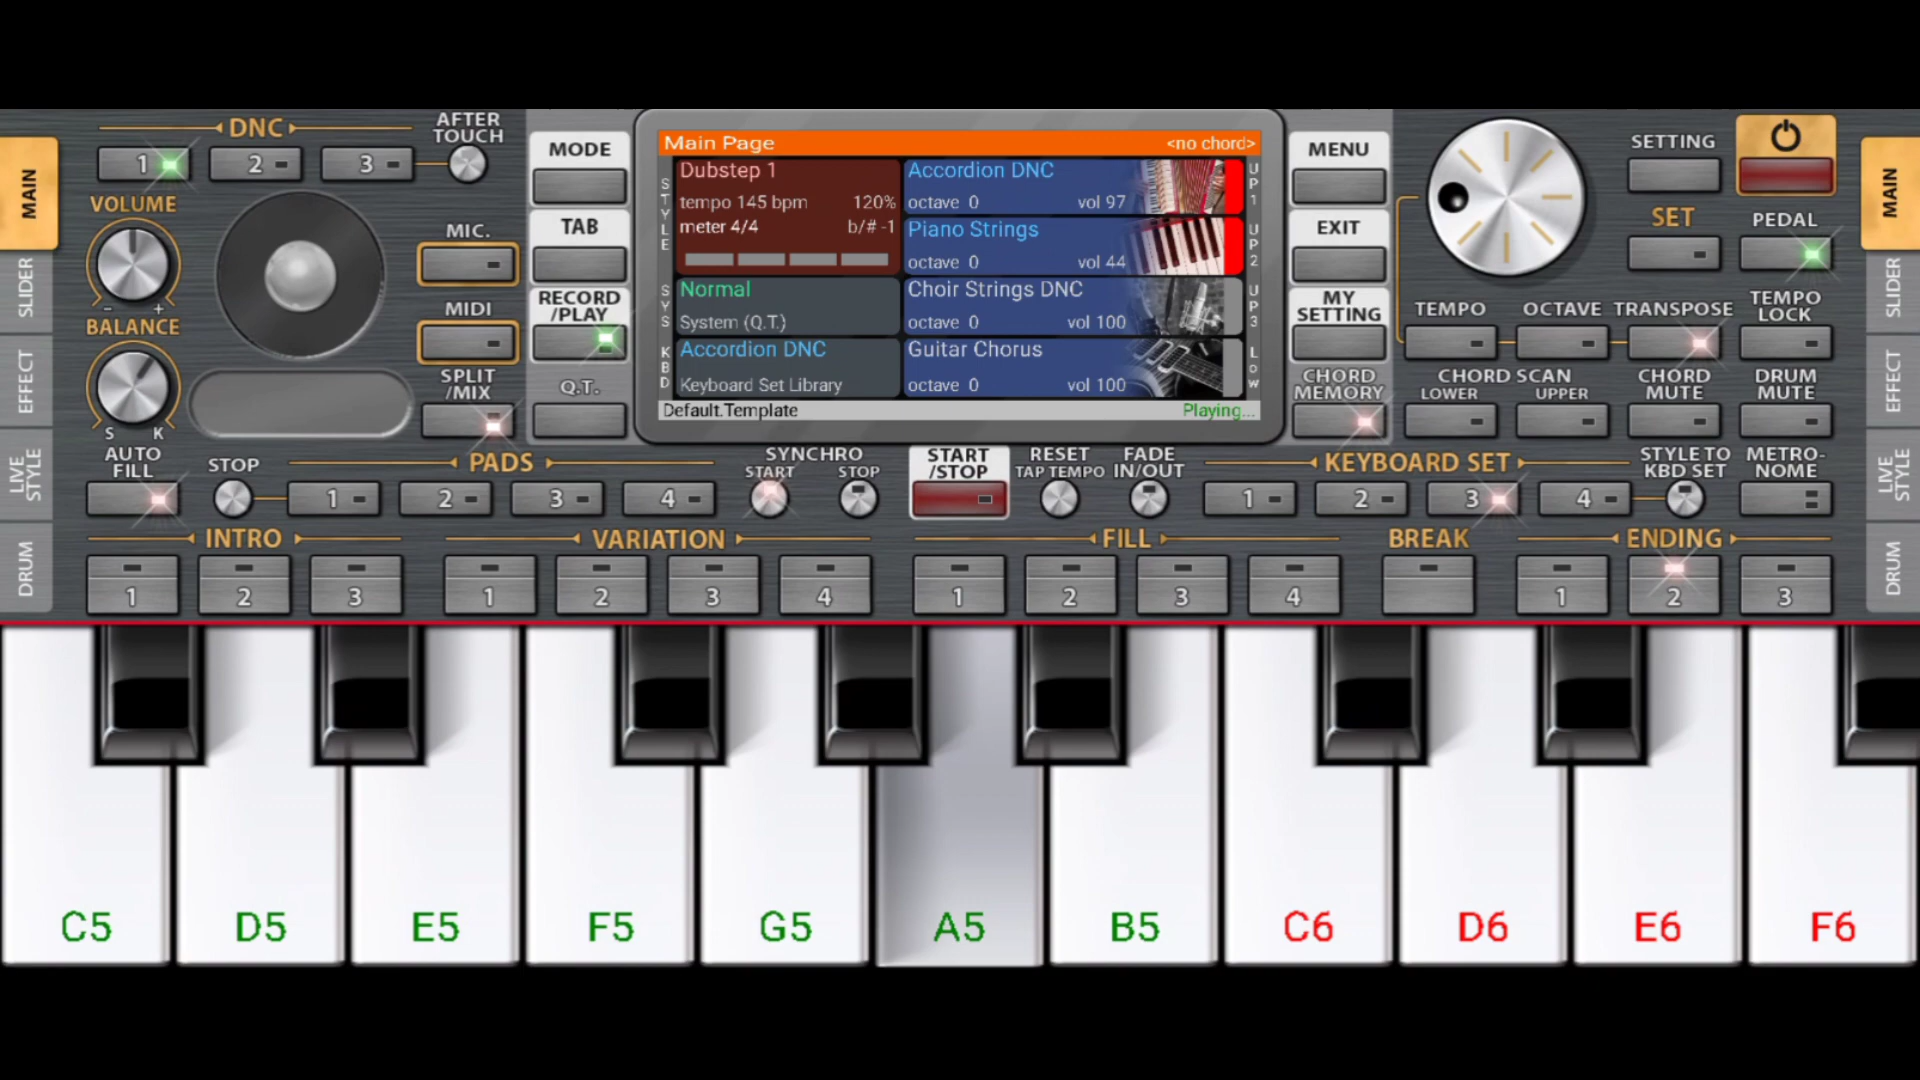 DNC
AFTER
TOUCH
1
2
3
MAIN
SLIDER
EFFECT
LIVE
STYLE
DRUM
VOLUME
- +
BALANCE
S K
MIC.
MIDI
SPLIT
/MIX
MODE
TAB
RECORD
/PLAY
Q.T.
Main Page <no chord>
STYLE
Dubstep 1
tempo 145 bpm 120%
meter 4/4 b/# -1
SYS
Normal
System (Q.T.)
KBD
Accordion DNC
Keyboard Set Library
Accordion DNC
octave 0 vol 97
UP1
Piano Strings
octave 0 vol 44
UP2
Choir Strings DNC
octave 0 vol 100
UP3
Guitar Chorus
octave 0 vol 100
Low
Default.Template Playing...
MENU
EXIT
MY
SETTING
CHORD
MEMORY
SETTING
SET
PEDAL
TEMPO OCTAVE TRANSPOSE
TEMPO
LOCK
CHORD SCAN
LOWER UPPER
CHORD
MUTE
DRUM
MUTE
MAIN
SLIDER
EFFECT
LIVE
STYLE
DRUM
AUTO
FILL
STOP
PADS
1 2 3 4
SYNCHRO
START STOP
START
/STOP
RESET
TAP TEMPO
FADE
IN/OUT
KEYBOARD SET
1 2 3 4
STYLE TO
KBD SET
METRO-
NOME
INTRO
1 2 3
VARIATION
1 2 3 4
FILL
1 2 3 4
BREAK
ENDING
1 2 3
C5 D5 E5 F5 G5 A5 B5 C6 D6 E6 F6